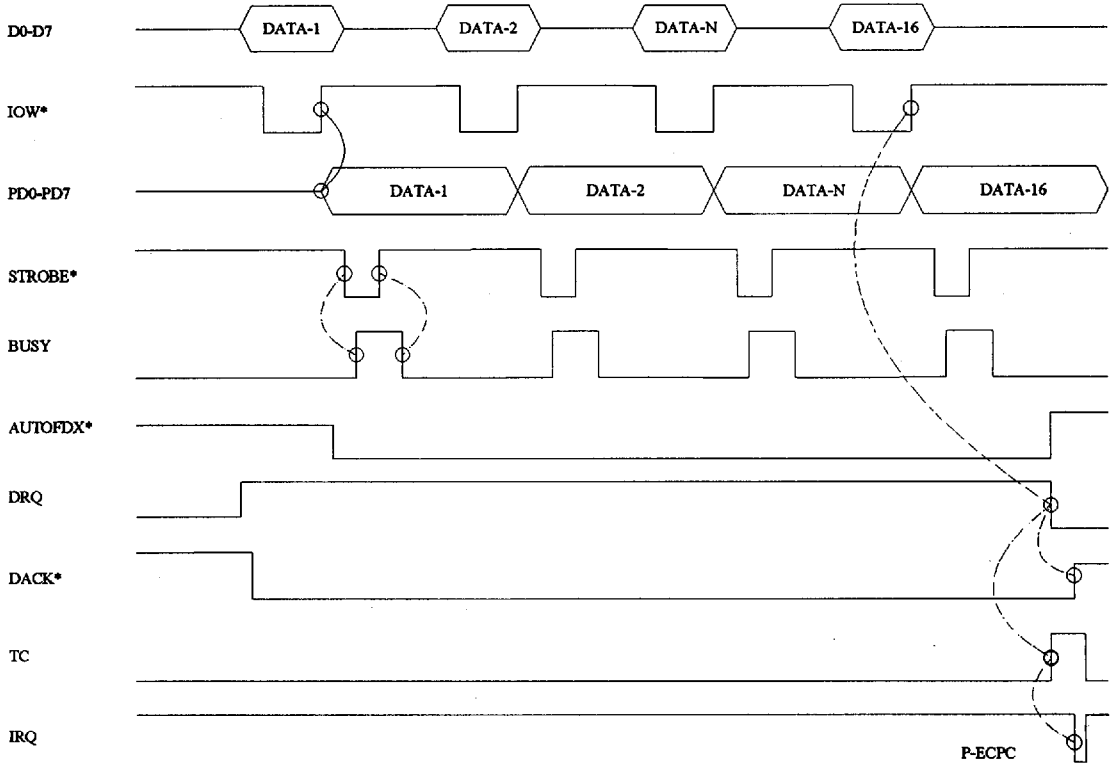 D0-D7 DATA-1 DATA-2 DATA-N DATA-16
IOW*
PD0-PD7 DATA-1 DATA-2 DATA-N DATA-16
STROBE*
BUSY
AUTOFDX*
DRQ
DACK*
TC
IRQ
P-ECPC